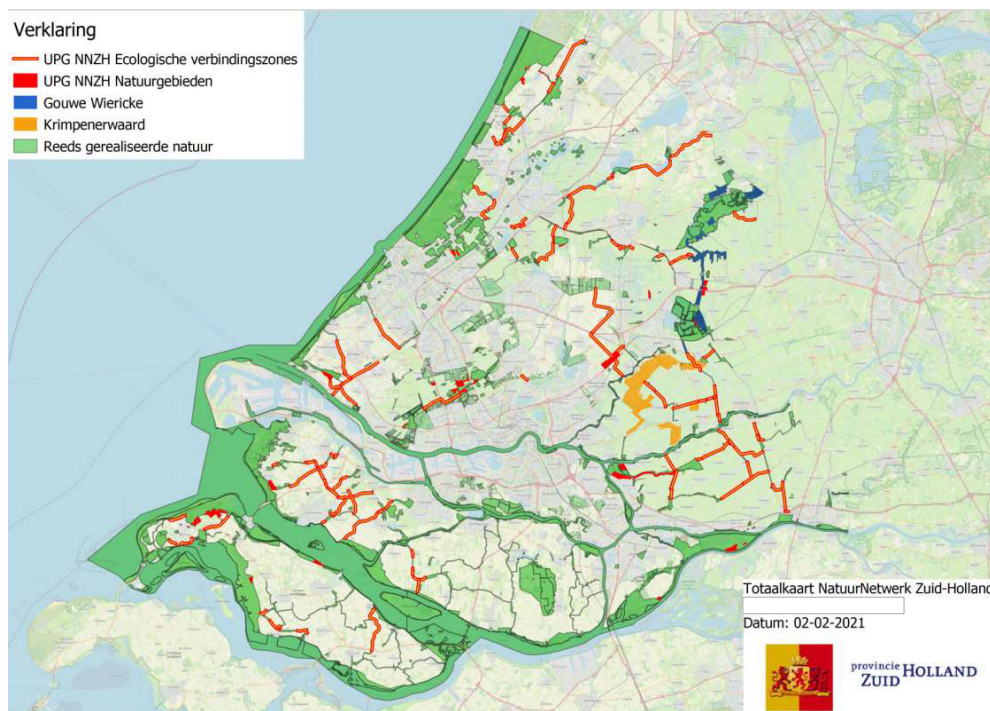 Verklaring
UPG NNZH Ecologische verbindingszones
UPG NNZH Natuurgebieden
Gouwe Wiericke
Krimpenerwaard
Reeds gerealiseerde natuur
Totaalkaart NatuurNetwerk Zuid-Holland
Datum: 02-02-2021
provincie HOLLAND
ZUID